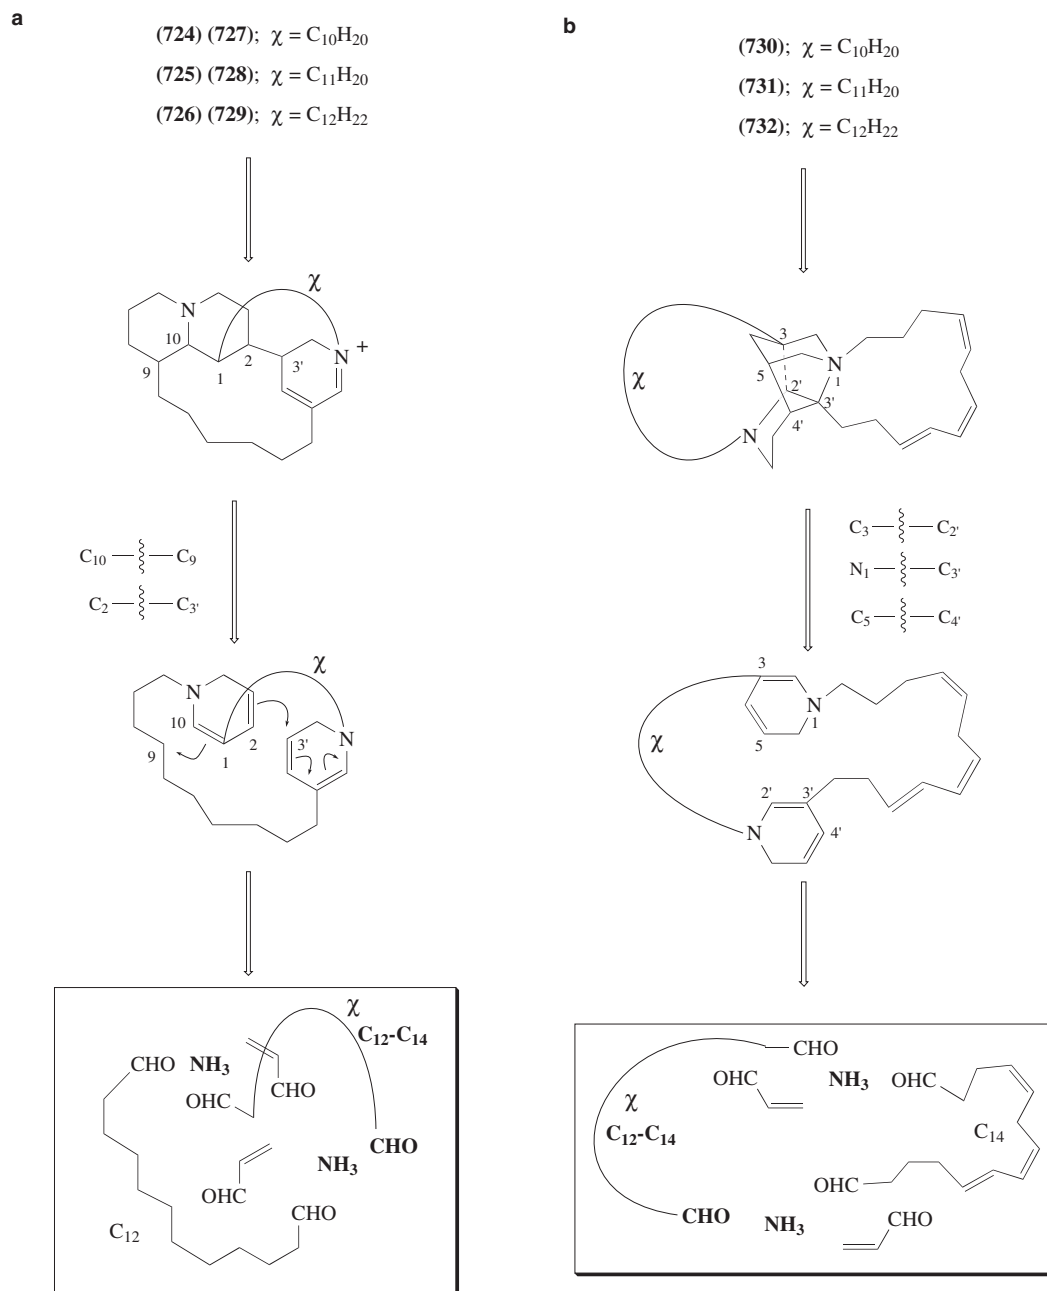 a
(724) (727); χ = C₁₀H₂₀
(725) (728); χ = C₁₁H₂₀
(726) (729); χ = C₁₂H₂₂
χ
N
10
N +
2
3'
9
1
C₁₀ C₉
C₂ C₃'
χ
N
10
N
2
3'
9
1
χ
C₁₂-C₁₄
CHO
NH₃
CHO
OHC
CHO
NH₃
OHC
CHO
C₁₂
b
(730); χ = C₁₀H₂₀
(731); χ = C₁₁H₂₀
(732); χ = C₁₂H₂₂
3
N
5
1
χ
2'
3'
4'
N
C₃ C₂'
N₁ C₃'
C₅ C₄'
3
N
1
5
χ
2'
3'
N
4'
CHO
OHC
NH₃
OHC
χ
C₁₂-C₁₄
C₁₄
OHC
CHO
NH₃
CHO